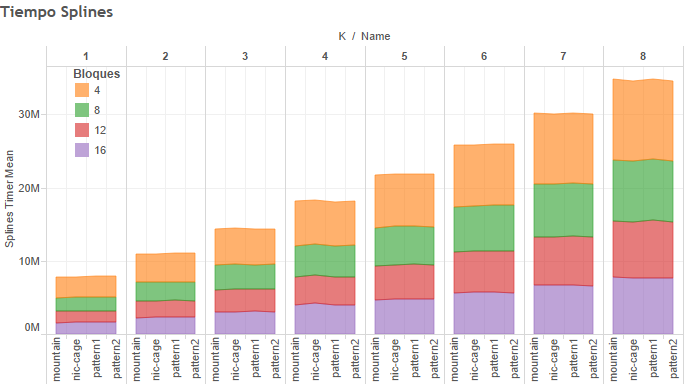 Tiempo Splines
K / Name
1 2 3 4 5 6 7 8
Bloques
4
8
12
16
Splines Timer Mean
30M
20M
10M
0M
mountain nic-cage pattern1 pattern2 mountain nic-cage pattern1 pattern2 mountain nic-cage pattern1 pattern2 mountain nic-cage pattern1 pattern2 mountain nic-cage pattern1 pattern2 mountain nic-cage pattern1 pattern2 mountain nic-cage pattern1 pattern2 mountain nic-cage pattern1 pattern2